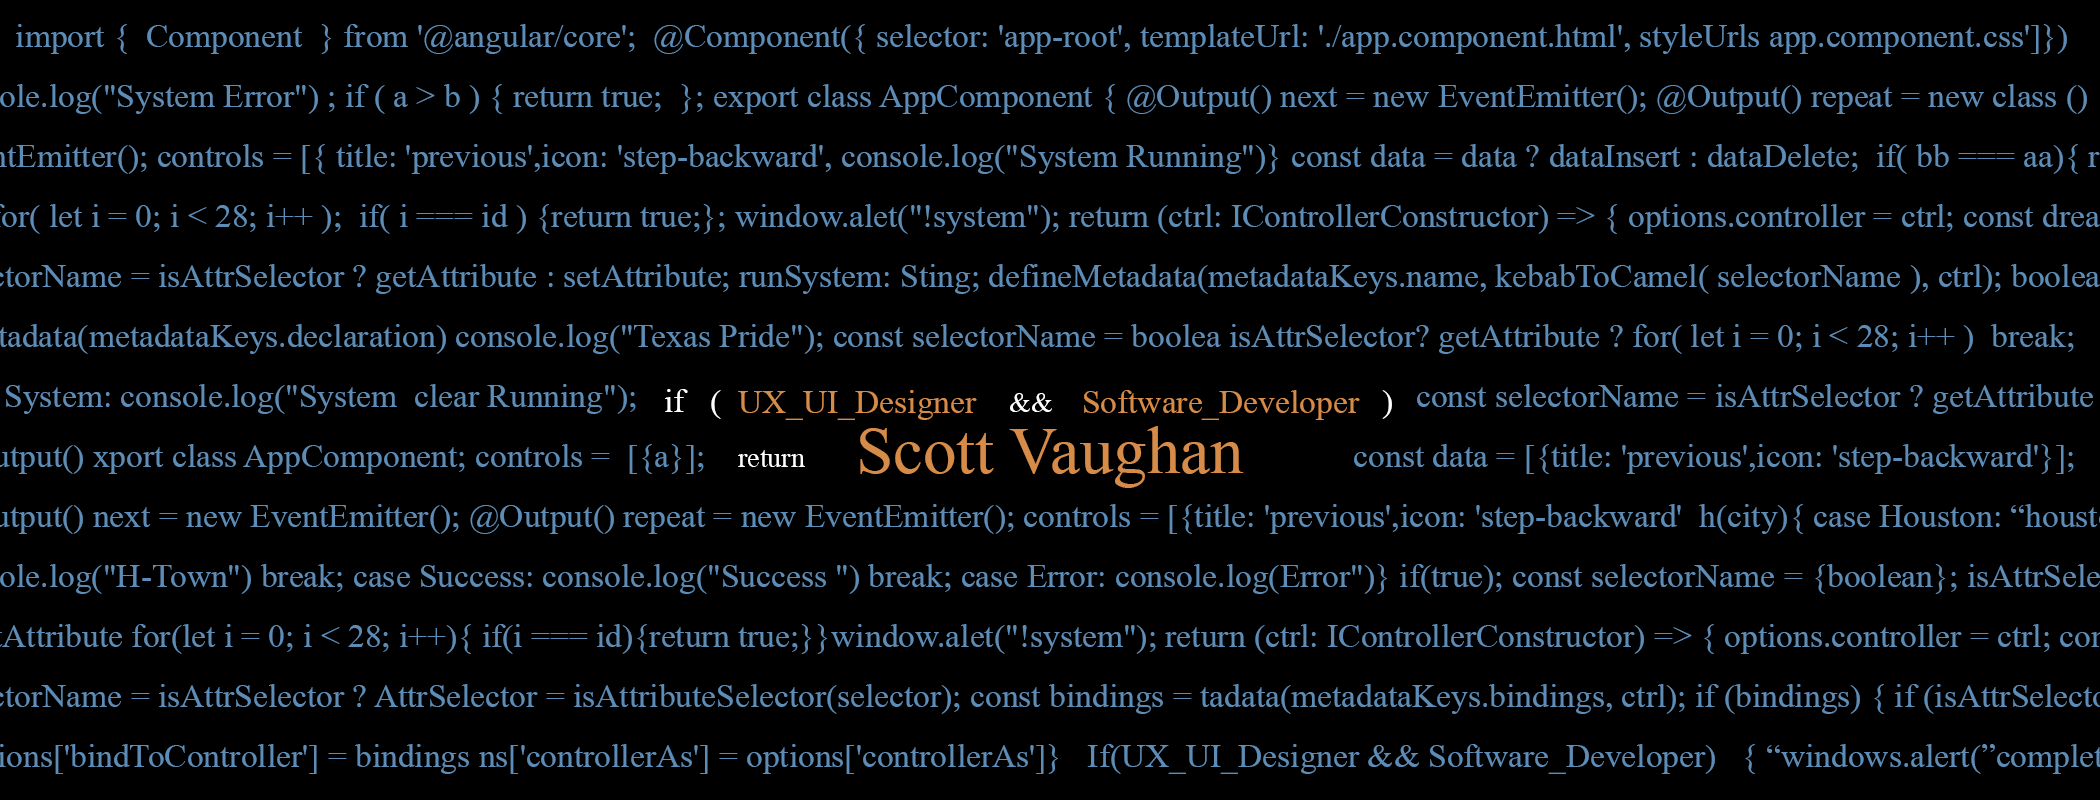 import {  Component  } from '@angular/core';  @Component({ selector: 'app-root', templateUrl: './app.component.html', styleUrls app.component.css']})
ole.log("System Error") ; if ( a > b ) { return true;  }; export class AppComponent { @Output() next = new EventEmitter(); @Output() repeat = new class ()
ntEmitter(); controls = [{ title: 'previous',icon: 'step-backward', console.log("System Running")} const data = data ? dataInsert : dataDelete;  if( bb === aa){ r
for( let i = 0; i < 28; i++ );  if( i === id ) {return true;}; window.alet("!system"); return (ctrl: IControllerConstructor) => { options.controller = ctrl; const drea
ctorName = isAttrSelector ? getAttribute : setAttribute; runSystem: Sting; defineMetadata(metadataKeys.name, kebabToCamel( selectorName ), ctrl); boolea
tadata(metadataKeys.declaration) console.log("Texas Pride"); const selectorName = boolea isAttrSelector? getAttribute ? for( let i = 0; i < 28; i++ )  break;
System: console.log("System  clear Running"); if ( UX_UI_Designer && Software_Developer ) const selectorName = isAttrSelector ? getAttribute
utput() xport class AppComponent; controls =  [{a}]; return Scott Vaughan const data = [{title: 'previous',icon: 'step-backward'}];
utput() next = new EventEmitter(); @Output() repeat = new EventEmitter(); controls = [{title: 'previous',icon: 'step-backward'  h(city){ case Houston: “houst
ole.log("H-Town") break; case Success: console.log("Success ") break; case Error: console.log(Error")} if(true); const selectorName = {boolean}; isAttrSele
tAttribute for(let i = 0; i < 28; i++){ if(i === id){return true;}}window.alet("!system"); return (ctrl: IControllerConstructor) => { options.controller = ctrl; con
ctorName = isAttrSelector ? AttrSelector = isAttributeSelector(selector); const bindings = tadata(metadataKeys.bindings, ctrl); if (bindings) { if (isAttrSelecto
ions['bindToController'] = bindings ns['controllerAs'] = options['controllerAs']}   If(UX_UI_Designer && Software_Developer)   { “windows.alert(”complet